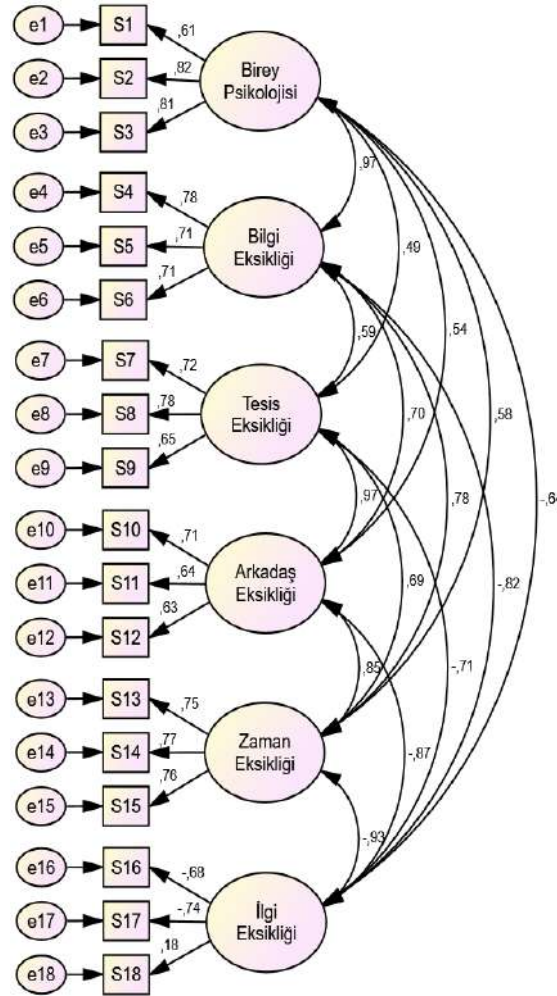 e1 S1 ,61
e2 S2 ,82
e3 S3 ,81
Birey
Psikolojisi
,97
e4 S4 ,78
e5 S5 ,71
e6 S6 ,71
Bilgi
Eksikliği
,49
,59
,54
e7 S7 ,72
e8 S8 ,78
e9 S9 ,65
Tesis
Eksikliği
,70
,58
,97
,78
e10 S10 ,71
e11 S11 ,64
e12 S12 ,63
Arkadaş
Eksikliği
,69
-,82
,85
-,71
e13 S13 ,75
e14 S14 ,77
e15 S15 ,76
Zaman
Eksikliği
-,87
-,93
e16 S16 -,68
e17 S17 -,74
e18 S18 ,18
İlgi
Eksikliği